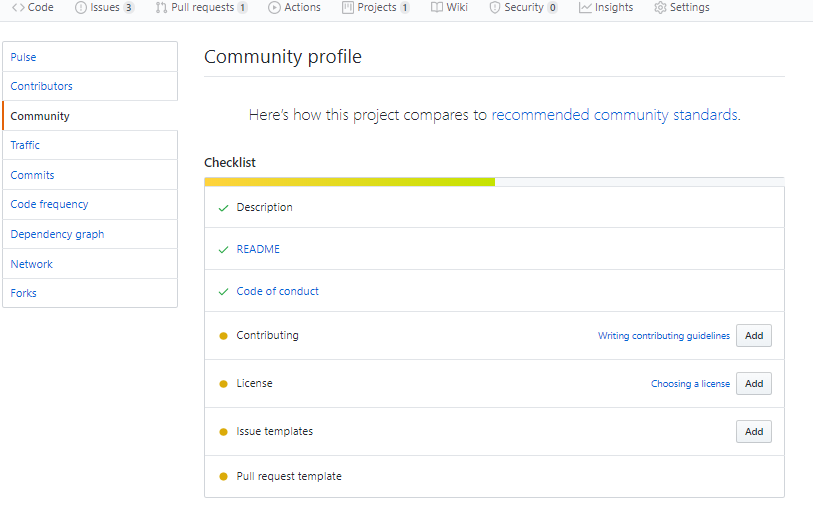 Code Issues 3 Pull requests 1 Actions Projects 1 Wiki Security 0 Insights Settings
Pulse
Contributors
Community
Traffic
Commits
Code frequency
Dependency graph
Network
Forks
Community profile
Here's how this project compares to recommended community standards.
Checklist
Description
README
Code of conduct
Contributing Writing contributing guidelines Add
License Choosing a license Add
Issue templates Add
Pull request template